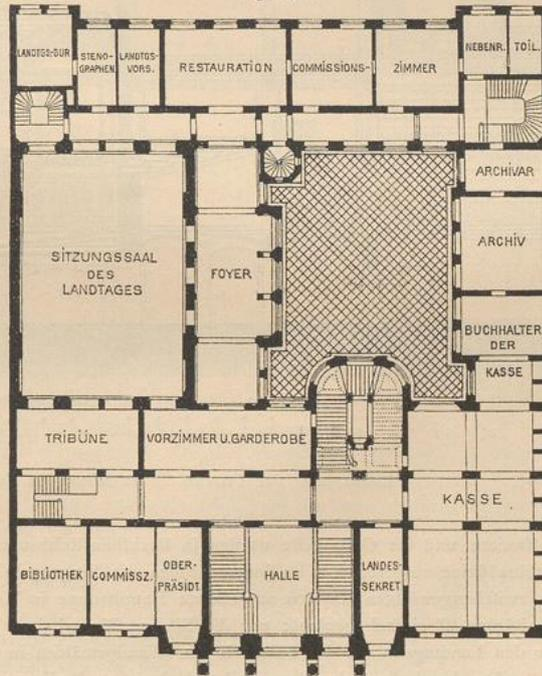 LANDTGS-BUR
STENO-
GRAPHEN
LANDTGS-
VORS.
RESTAURATION
COMMISSIONS-
ZIMMER
NEBENR.
TOIL.
ARCHIVAR
SITZUNGSSAAL
DES
LANDTAGES
FOYER
ARCHIV
BUCHHALTER
DER
KASSE
TRIBÜNE
VORZIMMER U. GARDEROBE
KASSE
BIBLIOTHEK
COMMISSZ.
OBER-
PRÄSIDT.
HALLE
LANDES-
SEKRET